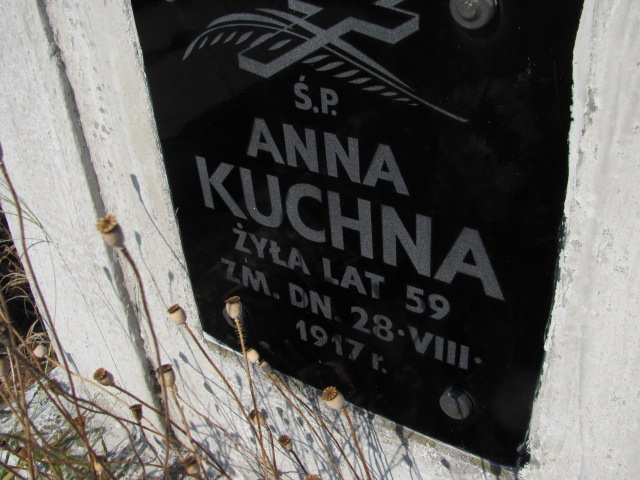 Ś.P.
ANNA
KUCHNA
ŻYŁA LAT 59
ZM. DN. 28·VIII·
1917 r.